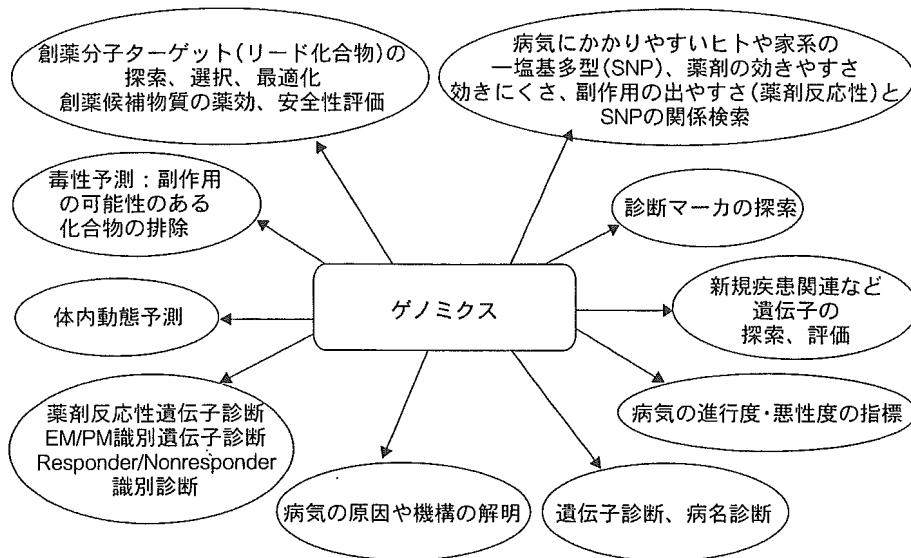 創薬分子ターゲット(リード化合物)の
探索、選択、最適化
創薬候補物質の薬効、安全性評価
病気にかかりやすいヒトや家系の
一塩基多型(SNP)、薬剤の効きやすさ
効きにくさ、副作用の出やすさ(薬剤反応性)と
SNPの関係検索
毒性予測:副作用
の可能性のある
化合物の排除
診断マーカの探索
ゲノミクス
体内動態予測
新規疾患関連など
遺伝子の
探索、評価
薬剤反応性遺伝子診断
EM/PM識別遺伝子診断
Responder/Nonresponder
識別診断
病気の進行度・悪性度の指標
病気の原因や機構の解明
遺伝子診断、病名診断